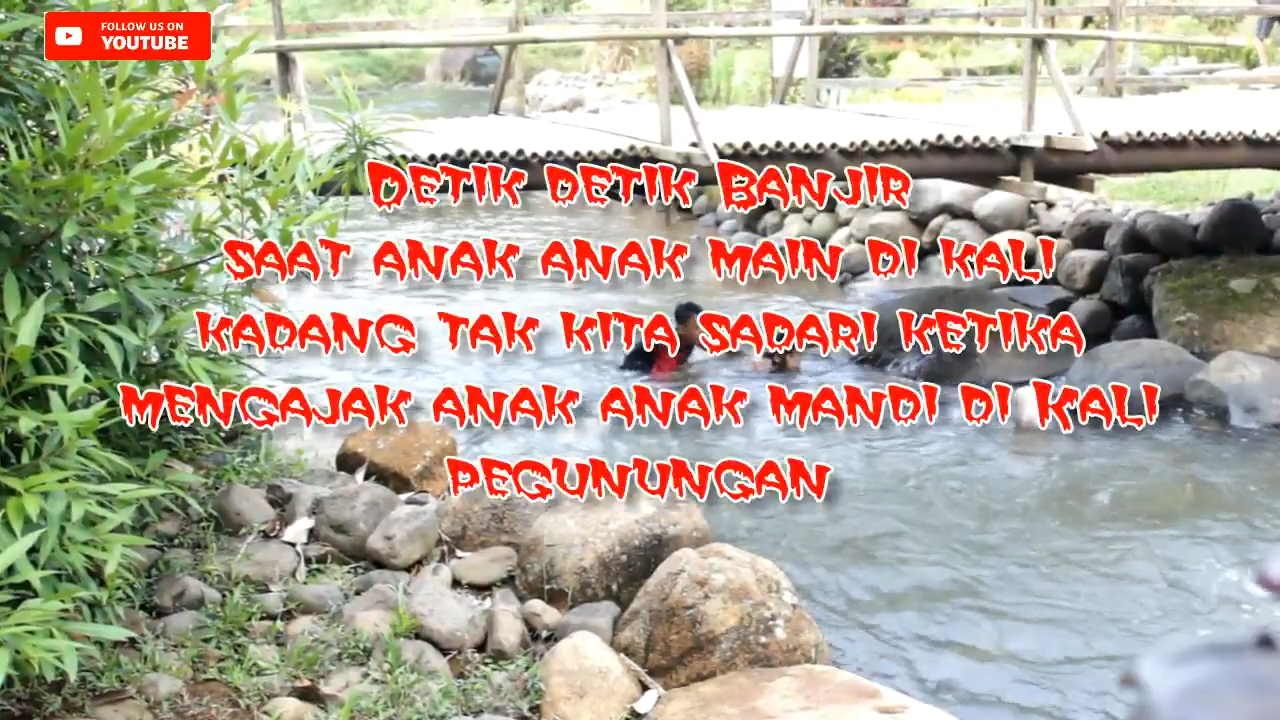 FOLLOW US ON
YOUTUBE
Detik detik Banjir
saat anak anak main di kali
kadang tak kita sadari ketika
mengajak anak anak mandi di Kali
pegunungan